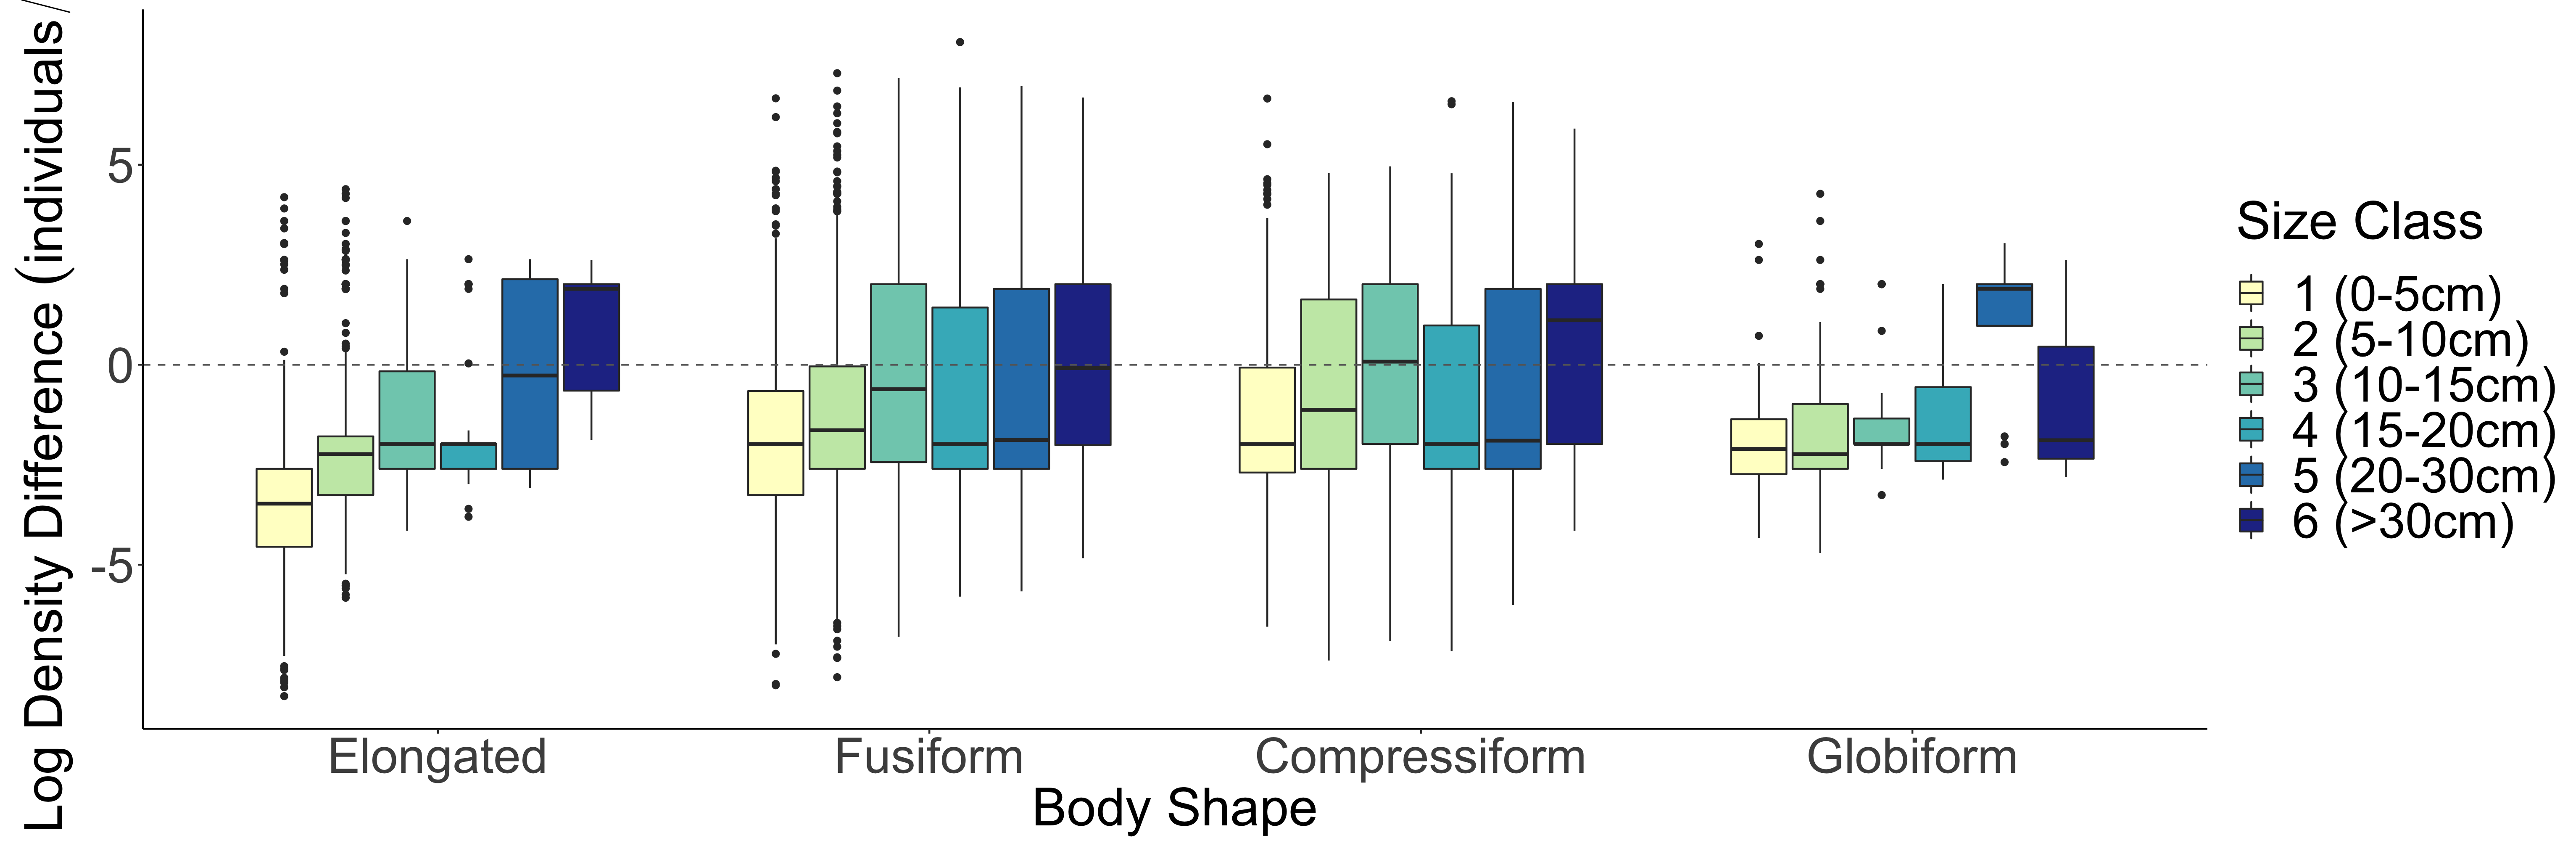 Log Density Difference (individuals/
5
0
-5
Elongated
Fusiform
Compressiform
Globiform
Body Shape
Size Class
1 (0-5cm)
2 (5-10cm)
3 (10-15cm)
4 (15-20cm)
5 (20-30cm)
6 (>30cm)